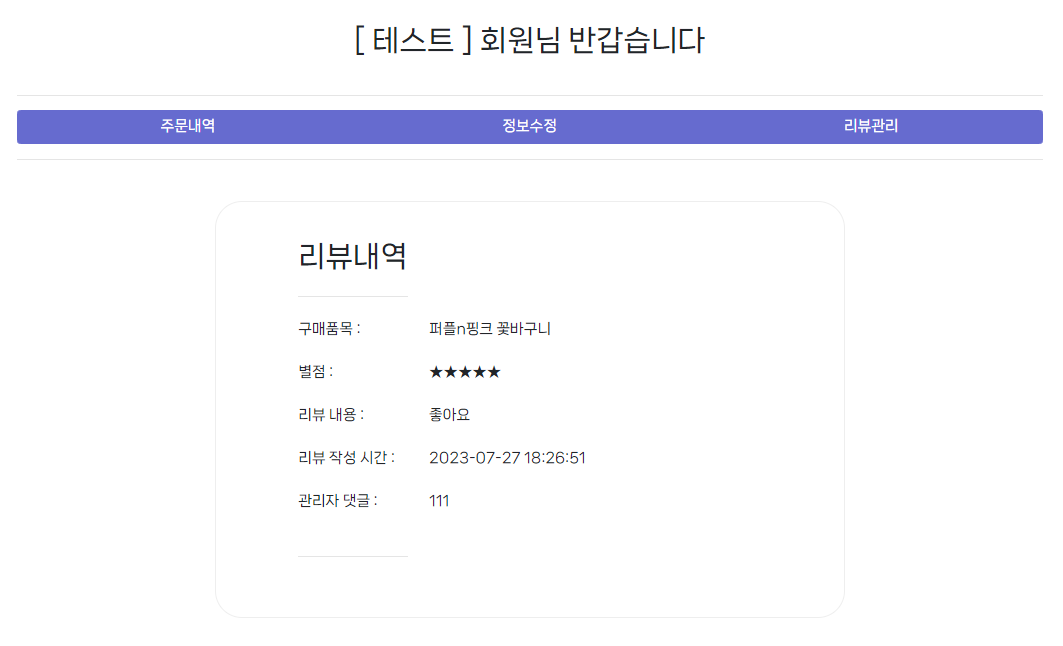 [ 테스트 ] 회원님 반갑습니다
주문내역 정보수정 리뷰관리
리뷰내역
구매품목 : 퍼플n핑크 꽃바구니
별점 : ★★★★★
리뷰 내용 : 좋아요
리뷰 작성 시간 : 2023-07-27 18:26:51
관리자 댓글 : 111